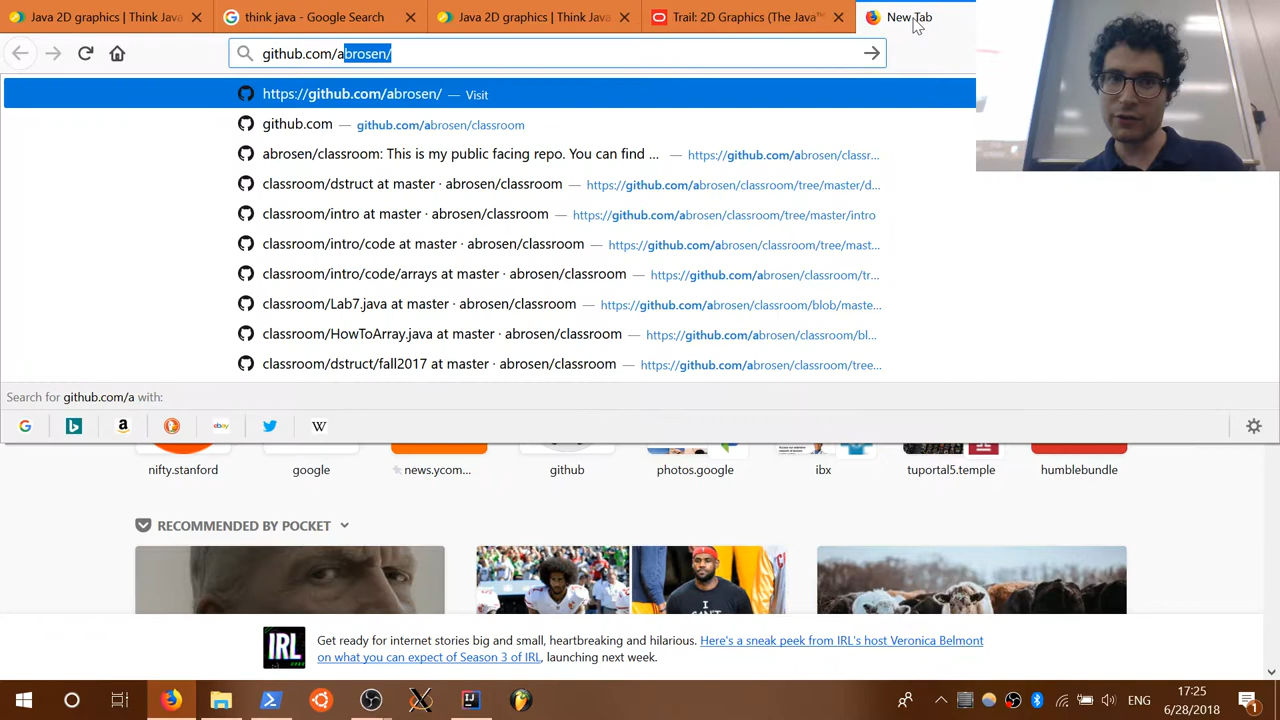 Java 2D graphics | Think Java
think java - Google Search
Java 2D graphics | Think Java
Trail: 2D Graphics (The Java™
New Tab
github.com/abrosen/
https://github.com/abrosen/ — Visit
github.com — github.com/abrosen/classroom
abrosen/classroom: This is my public facing repo. You can find ... — https://github.com/abrosen/classr...
classroom/dstruct at master · abrosen/classroom — https://github.com/abrosen/classroom/tree/master/d...
classroom/intro at master · abrosen/classroom — https://github.com/abrosen/classroom/tree/master/intro
classroom/intro/code at master · abrosen/classroom — https://github.com/abrosen/classroom/tree/mast...
classroom/intro/code/arrays at master · abrosen/classroom — https://github.com/abrosen/classroom/tr...
classroom/Lab7.java at master · abrosen/classroom — https://github.com/abrosen/classroom/blob/maste...
classroom/HowToArray.java at master · abrosen/classroom — https://github.com/abrosen/classroom/bl...
classroom/dstruct/fall2017 at master · abrosen/classroom — https://github.com/abrosen/classroom/tree...
Search for github.com/a with:
nifty.stanford
google
news.ycom...
github
photos.google
ibx
tuportal5.temple
humblebundle
RECOMMENDED BY POCKET
I
CAN'T
IRL
Get ready for internet stories big and small, heartbreaking and hilarious. Here's a sneak peek from IRL's host Veronica Belmont
on what you can expect of Season 3 of IRL, launching next week.
ENG
17:25
6/28/2018